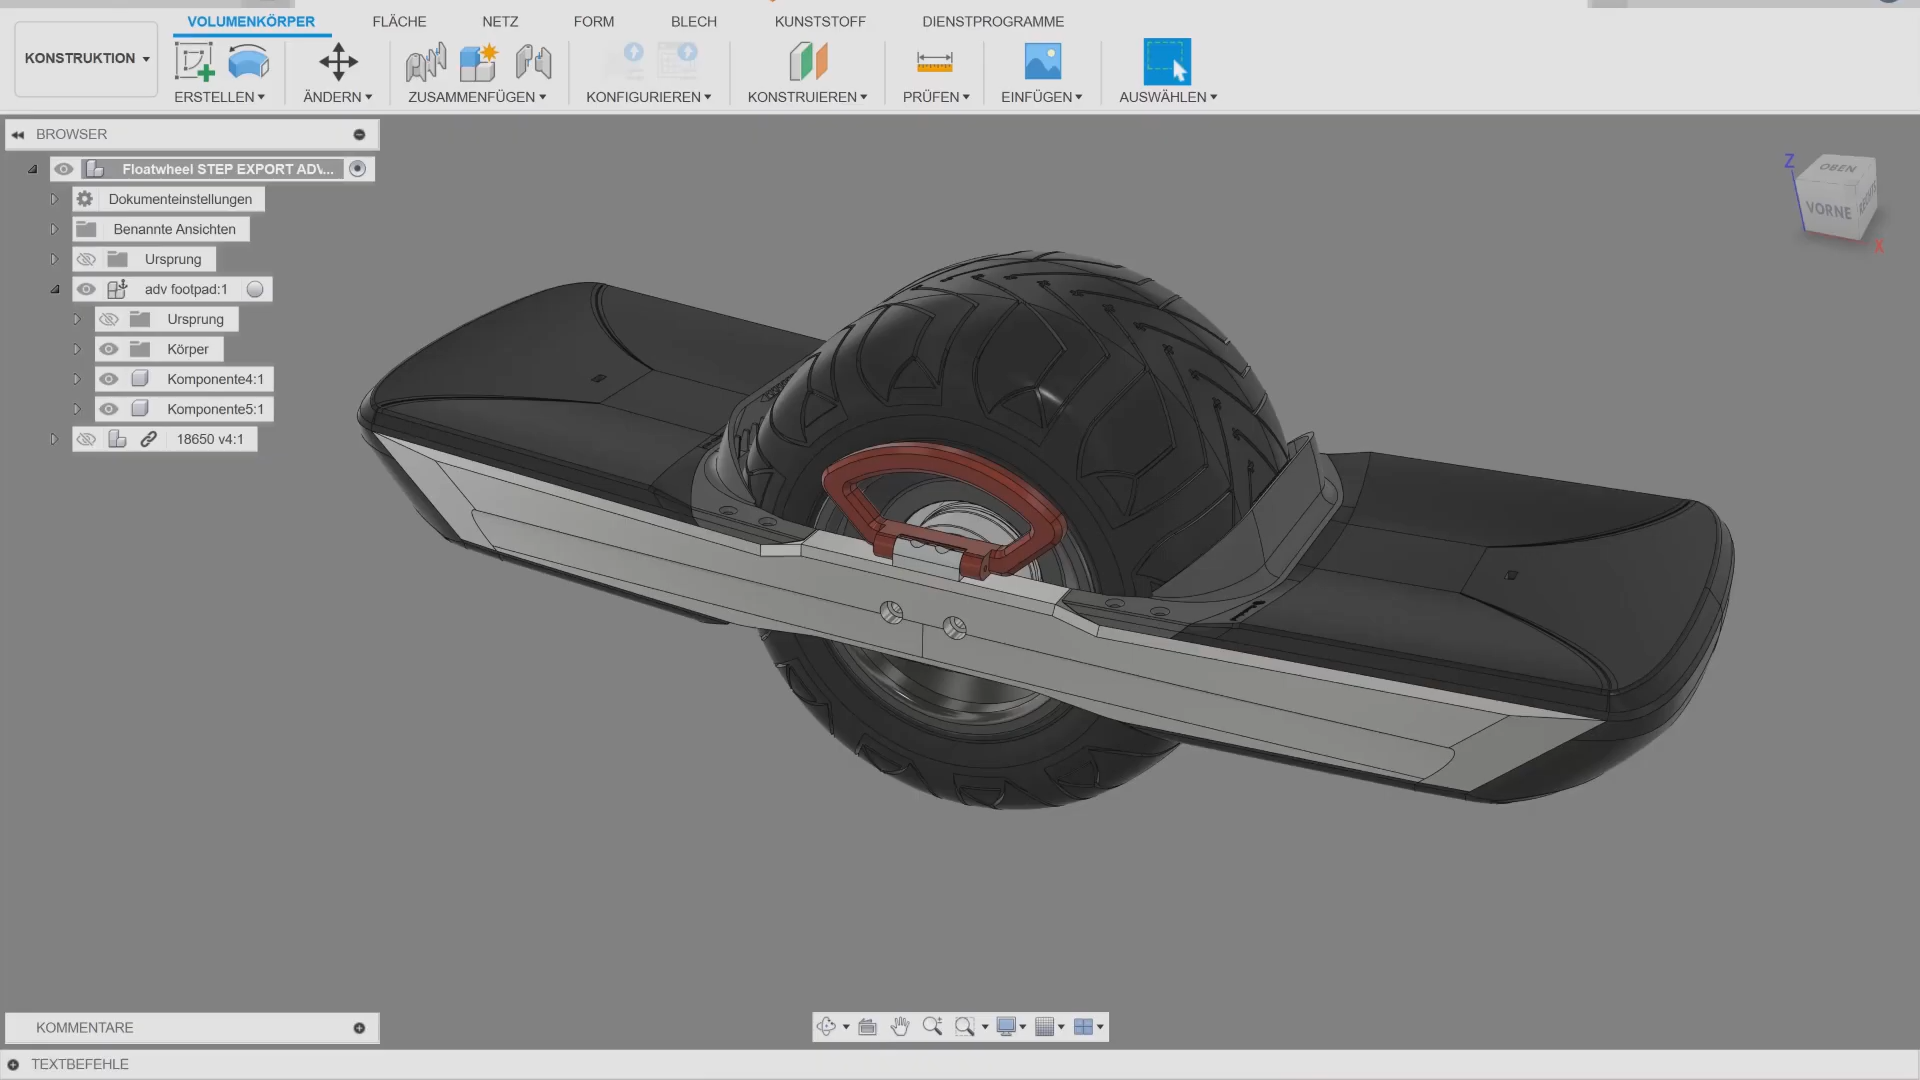 VOLUMENKÖRPER FLÄCHE NETZ FORM BLECH KUNSTSTOFF DIENSTPROGRAMME
KONSTRUKTION
ERSTELLEN ÄNDERN ZUSAMMENFÜGEN KONFIGURIEREN KONSTRUIEREN PRÜFEN EINFÜGEN AUSWÄHLEN
BROWSER
Floatwheel STEP EXPORT ADV...
Dokumenteinstellungen
Benannte Ansichten
Ursprung
adv footpad:1
Ursprung
Körper
Komponente4:1
Komponente5:1
18650 v4:1
Z
OBEN
VORNE
RECHTS
X
KOMMENTARE
TEXTBEFEHLE